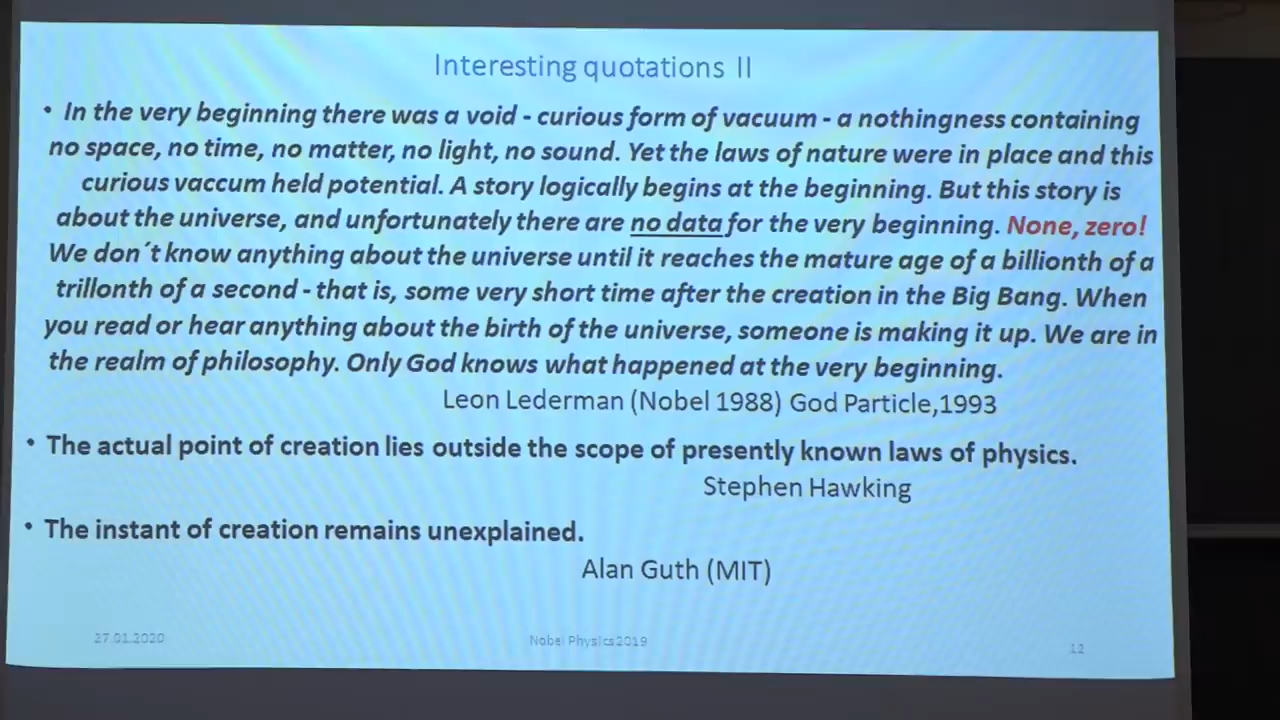 Interesting quotations II
• In the very beginning there was a void - curious form of vacuum - a nothingness containing
no space, no time, no matter, no light, no sound. Yet the laws of nature were in place and this
curious vaccum held potential. A story logically begins at the beginning. But this story is
about the universe, and unfortunately there are no data for the very beginning. None, zero!
We don´t know anything about the universe until it reaches the mature age of a billionth of a
trillonth of a second - that is, some very short time after the creation in the Big Bang. When
you read or hear anything about the birth of the universe, someone is making it up. We are in
the realm of philosophy. Only God knows what happened at the very beginning.
Leon Lederman (Nobel 1988) God Particle,1993
• The actual point of creation lies outside the scope of presently known laws of physics.
Stephen Hawking
• The instant of creation remains unexplained.
Alan Guth (MIT)
27.01.2020 Nobel Physics2019 12